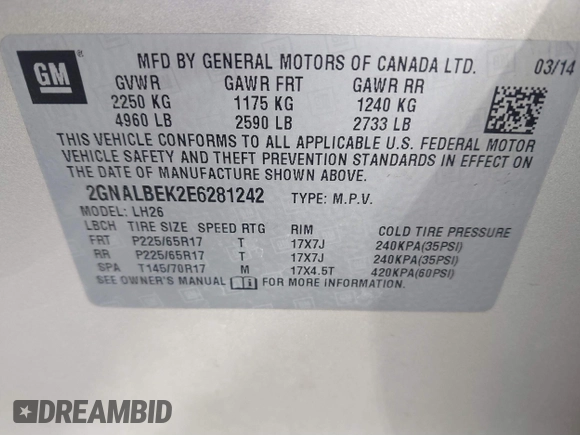 GM
MFD BY GENERAL MOTORS OF CANADA LTD. 03/14
GVWR GAWR FRT GAWR RR
2250 KG 1175 KG 1240 KG
4960 LB 2590 LB 2733 LB
THIS VEHICLE CONFORMS TO ALL APPLICABLE U.S. FEDERAL MOTOR
VEHICLE SAFETY AND THEFT PREVENTION STANDARDS IN EFFECT ON
THE DATE OF MANUFACTURE SHOWN ABOVE.
2GNALBEK2E6281242 TYPE: M.P.V.
MODEL: LH26
LBCH TIRE SIZE SPEED RTG RIM COLD TIRE PRESSURE
FRT P225/65R17 T 17X7J 240KPA(35PSI)
RR P225/65R17 T 17X7J 240KPA(35PSI)
SPA T145/70R17 M 17X4.5T 420KPA(60PSI)
SEE OWNER'S MANUAL FOR MORE INFORMATION.
DREAMBID